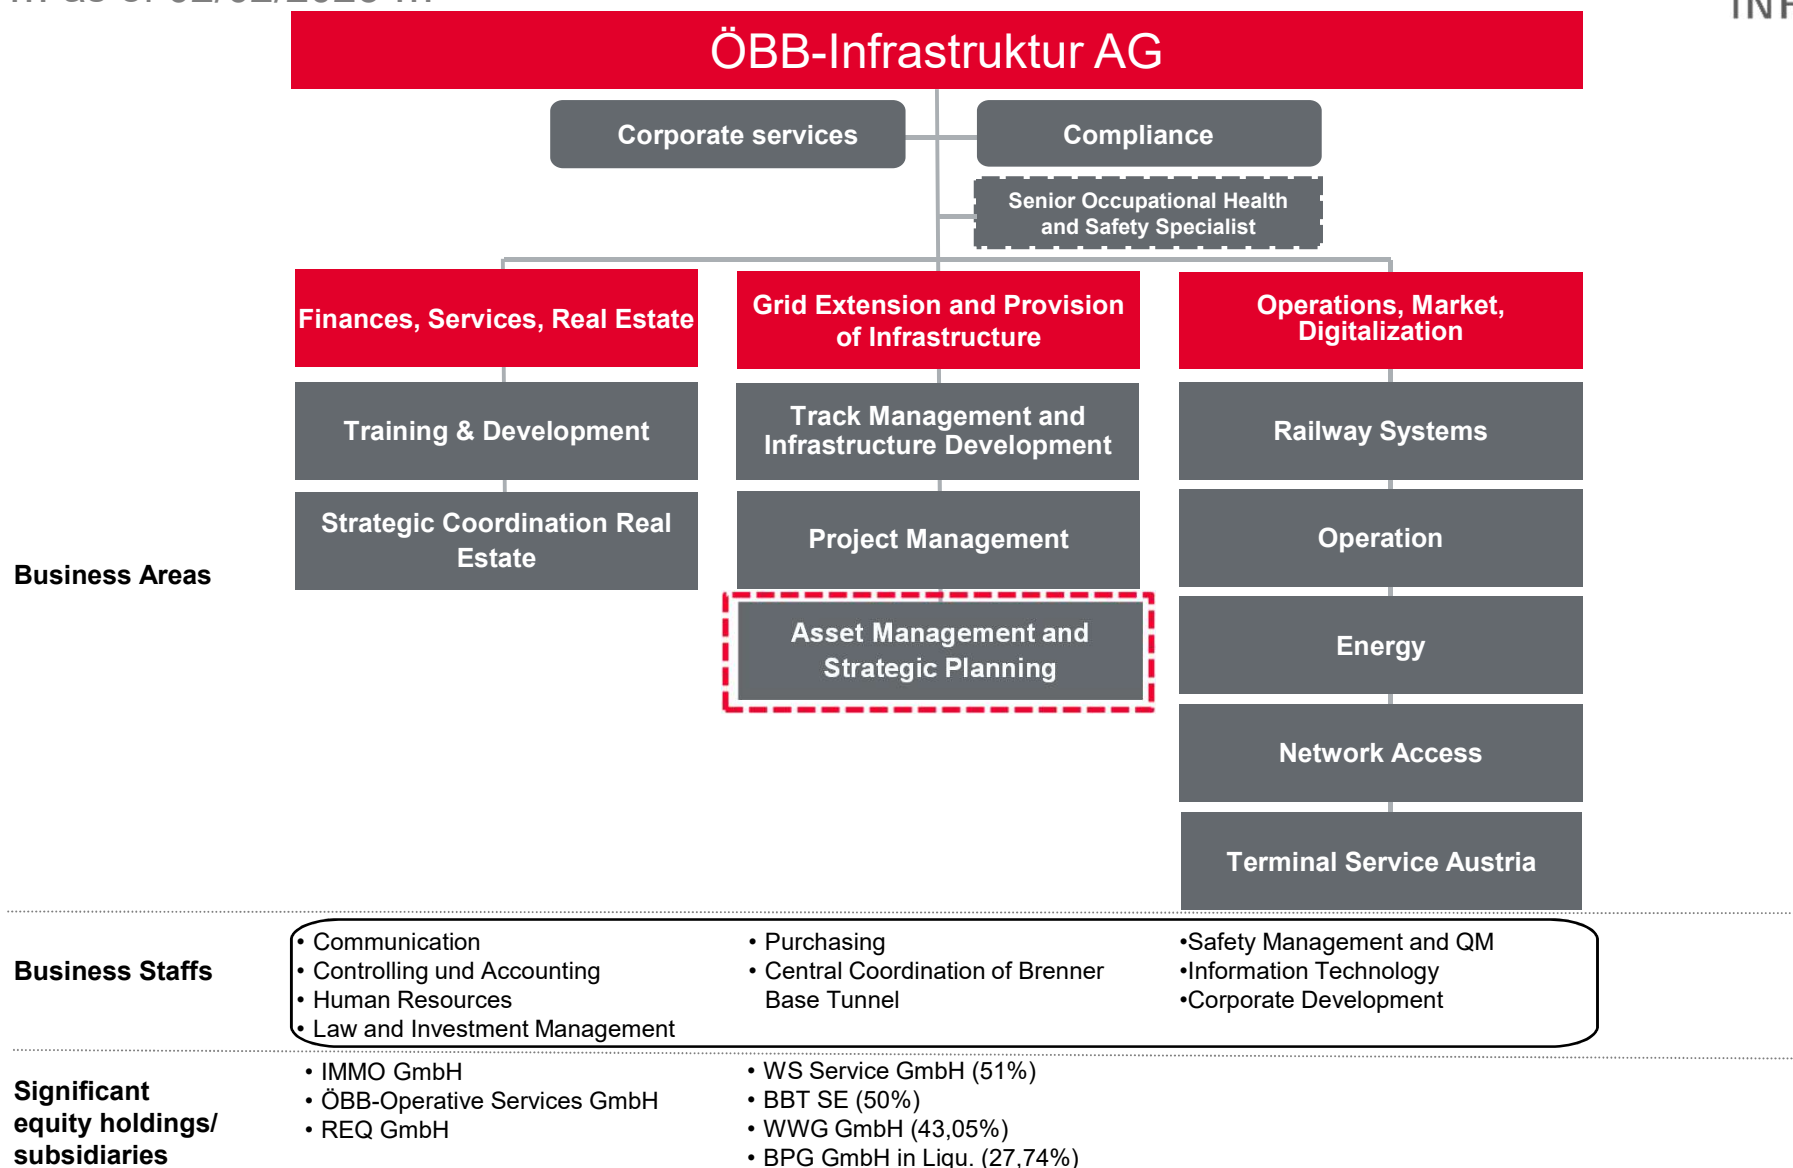 ÖBB-Infrastruktur AG
Corporate services
Compliance
Senior Occupational Health
and Safety Specialist
Finances, Services, Real Estate
Grid Extension and Provision
of Infrastructure
Operations, Market,
Digitalization
Training & Development
Track Management and
Infrastructure Development
Railway Systems
Strategic Coordination Real
Estate
Project Management
Operation
Business Areas
Asset Management and
Strategic Planning
Energy
Network Access
Terminal Service Austria
Business Staffs
• Communication
• Controlling und Accounting
• Human Resources
• Law and Investment Management
• Purchasing
• Central Coordination of Brenner
Base Tunnel
•Safety Management and QM
•Information Technology
•Corporate Development
Significant
equity holdings/
subsidiaries
• IMMO GmbH
• ÖBB-Operative Services GmbH
• REQ GmbH
• WS Service GmbH (51%)
• BBT SE (50%)
• WWG GmbH (43,05%)
• BPG GmbH in Liqu. (27,74%)